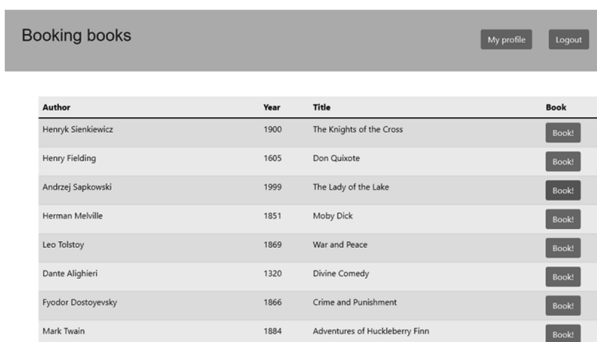 Booking books
My profile Logout
Author Year Title Book
Henryk Sienkiewicz 1900 The Knights of the Cross Book!
Henry Fielding 1605 Don Quixote Book!
Andrzej Sapkowski 1999 The Lady of the Lake Book!
Herman Melville 1851 Moby Dick Book!
Leo Tolstoy 1869 War and Peace Book!
Dante Alighieri 1320 Divine Comedy Book!
Fyodor Dostoyevsky 1866 Crime and Punishment Book!
Mark Twain 1884 Adventures of Huckleberry Finn Book!